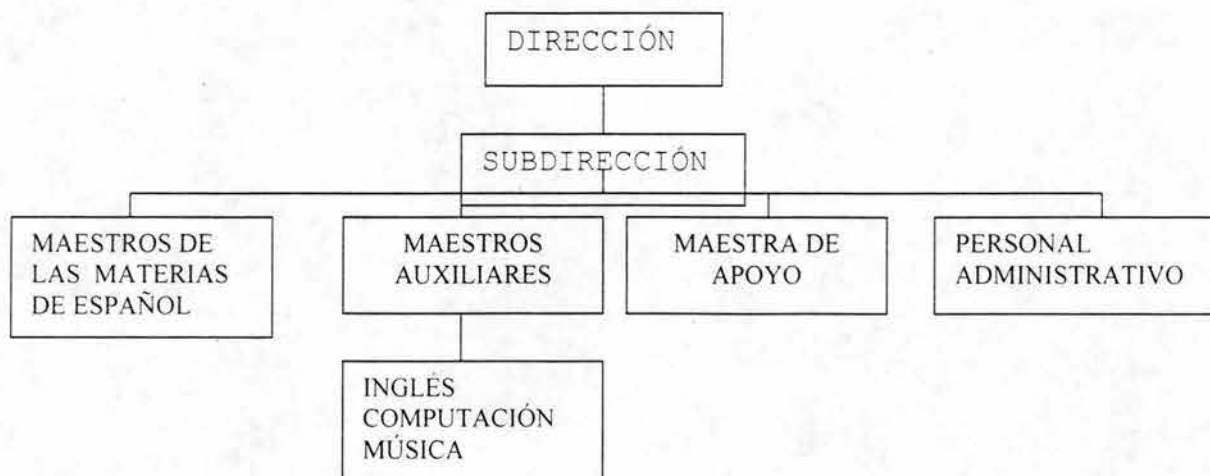 DIRECCIÓN
SUBDIRECCIÓN
MAESTROS DE
LAS MATERIAS
DE ESPAÑOL
MAESTROS
AUXILIARES
MAESTRA DE
APOYO
PERSONAL
ADMINISTRATIVO
INGLÉS
COMPUTACIÓN
MÚSICA